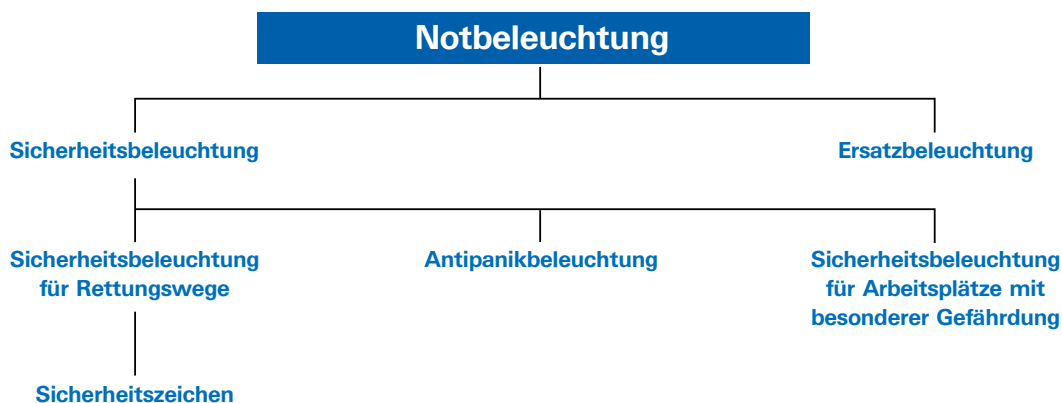 Notbeleuchtung
Sicherheitsbeleuchtung
Ersatzbeleuchtung
Sicherheitsbeleuchtung
für Rettungswege
Antipanikbeleuchtung
Sicherheitsbeleuchtung
für Arbeitsplätze mit
besonderer Gefährdung
Sicherheitszeichen